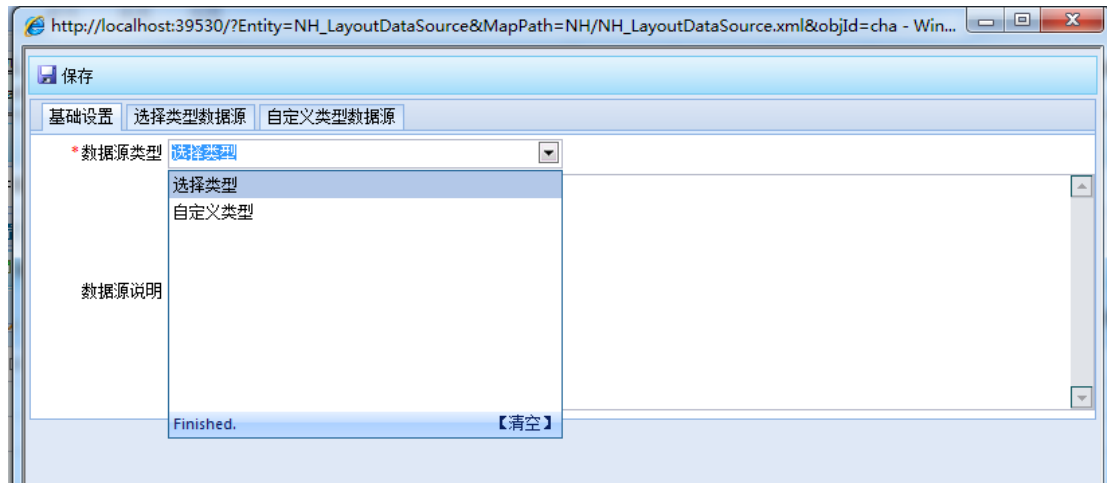 http://localhost:39530/?Entity=NH_LayoutDataSource&MapPath=NH/NH_LayoutDataSource.xml&objId=cha - Win...
保存
基础设置 选择类型数据源 自定义类型数据源
*数据源类型 选择类型
选择类型
自定义类型
数据源说明
Finished. 【清空】